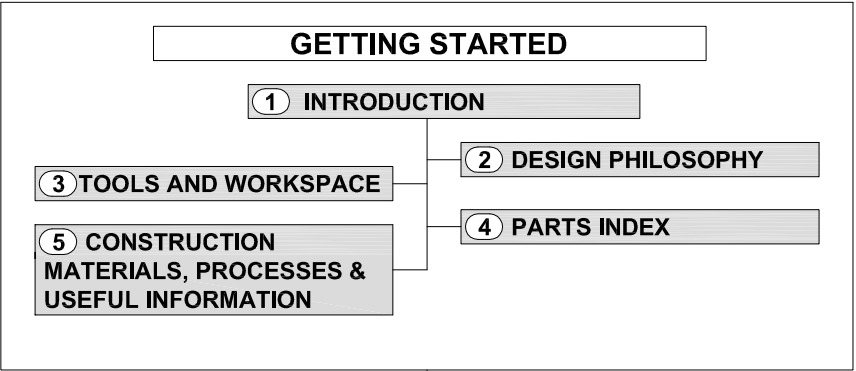 GETTING STARTED
1 INTRODUCTION
2 DESIGN PHILOSOPHY
3 TOOLS AND WORKSPACE
4 PARTS INDEX
5 CONSTRUCTION
MATERIALS, PROCESSES &
USEFUL INFORMATION